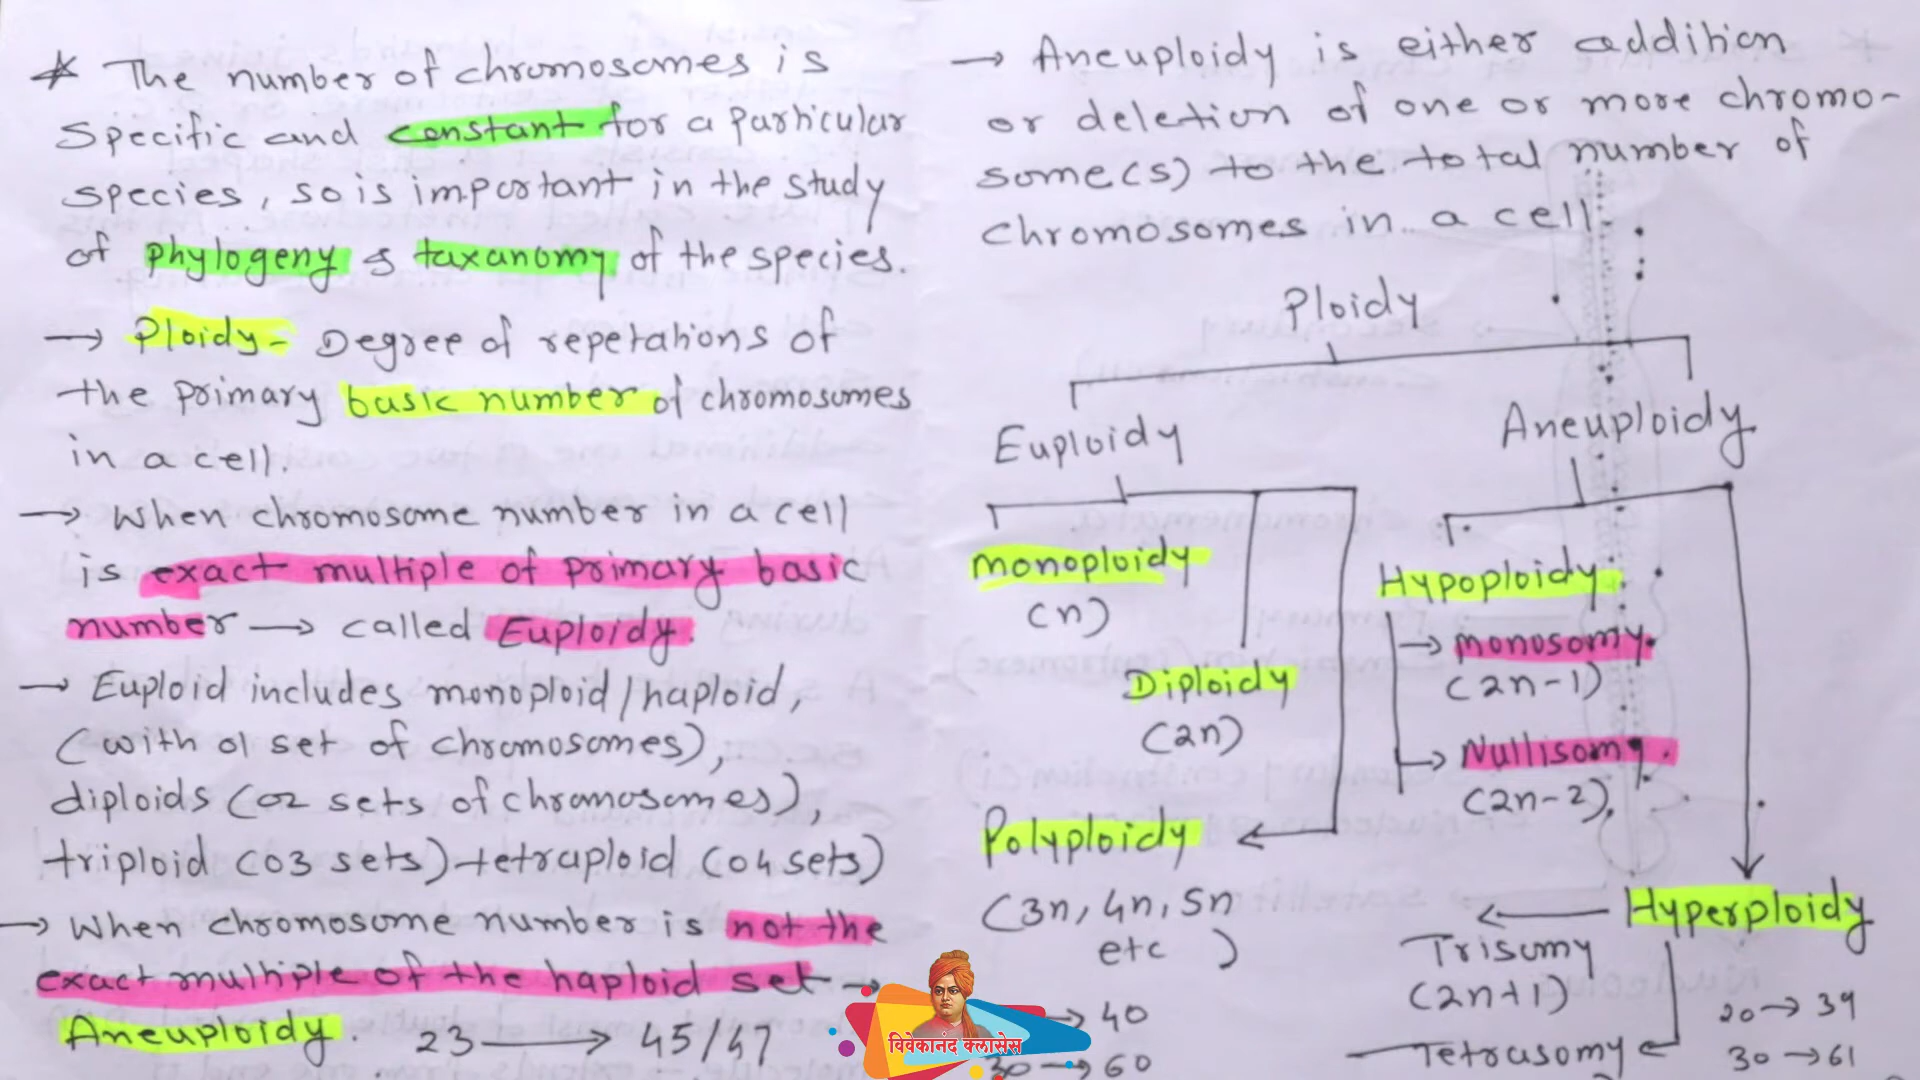 * The number of chromosomes is
specific and constant for a particular
species, so is important in the study
of phylogeny & taxanomy of the species.
→ Ploidy - Degree of repetations of
the primary basic number of chromosomes
in a cell.
→ When chromosome number in a cell
is exact multiple of primary basic
number → called Euploidy.
→ Euploid includes monoploid/haploid,
(with 01 set of chromosomes),
diploids (02 sets of chromosomes),
triploid (03 sets) tetraploid (04 sets)
→ When chromosome number is not the
exact multiple of the haploid set →
Aneuploidy. 23 → 45/47
→ Aneuploidy is either addition
or deletion of one or more chromo-
some(s) to the total number of
chromosomes in a cell.
Ploidy
Euploidy
Aneuploidy
monoploidy
(n)
Diploidy
(2n)
Polyploidy
(3n, 4n, 5n
etc )
→ 40
30 → 60
Hypoploidy
→ monosomy.
(2n-1)
→ Nullisomy.
(2n-2),
Hyperploidy
Trisomy
(2n+1)
Tetrasomy
20 → 39
30 → 61
विवेकानंद क्लासेस